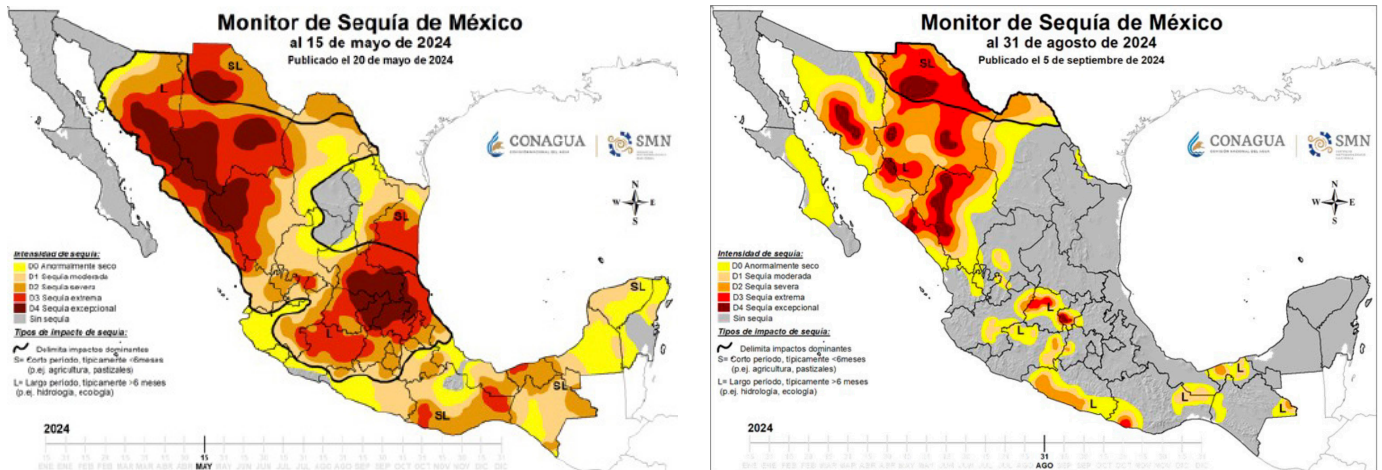 Monitor de Sequía de México
al 15 de mayo de 2024
Publicado el 20 de mayo de 2024
SL
L
CONAGUA
SMN
N
W E
S
SL
Intensidad de sequía:
D0 Anormalmente seco
D1 Sequía moderada
D2 Sequía severa
D3 Sequía extrema
D4 Sequía excepcional
Sin sequía
Tipos de impacto de sequía:
Delimita impactos dominantes
S= Corto período, típicamente <6meses
(p.ej. agricultura, pastizales)
L= Largo período, típicamente >6 meses
(p.ej. hidrología, ecología)
SL
L
SL
SL
2024
15
MAY
Monitor de Sequía de México
al 31 de agosto de 2024
Publicado el 5 de septiembre de 2024
SL
CONAGUA
SMN
L
N
W E
S
Intensidad de sequía:
D0 Anormalmente seco
D1 Sequía moderada
D2 Sequía severa
D3 Sequía extrema
D4 Sequía excepcional
Sin sequía
Tipos de impacto de sequía:
Delimita impactos dominantes
S= Corto período, típicamente <6meses
(p.ej. agricultura, pastizales)
L= Largo período, típicamente >6 meses
(p.ej. hidrología, ecología)
L
L
L
L
L
L
2024
31
AGO